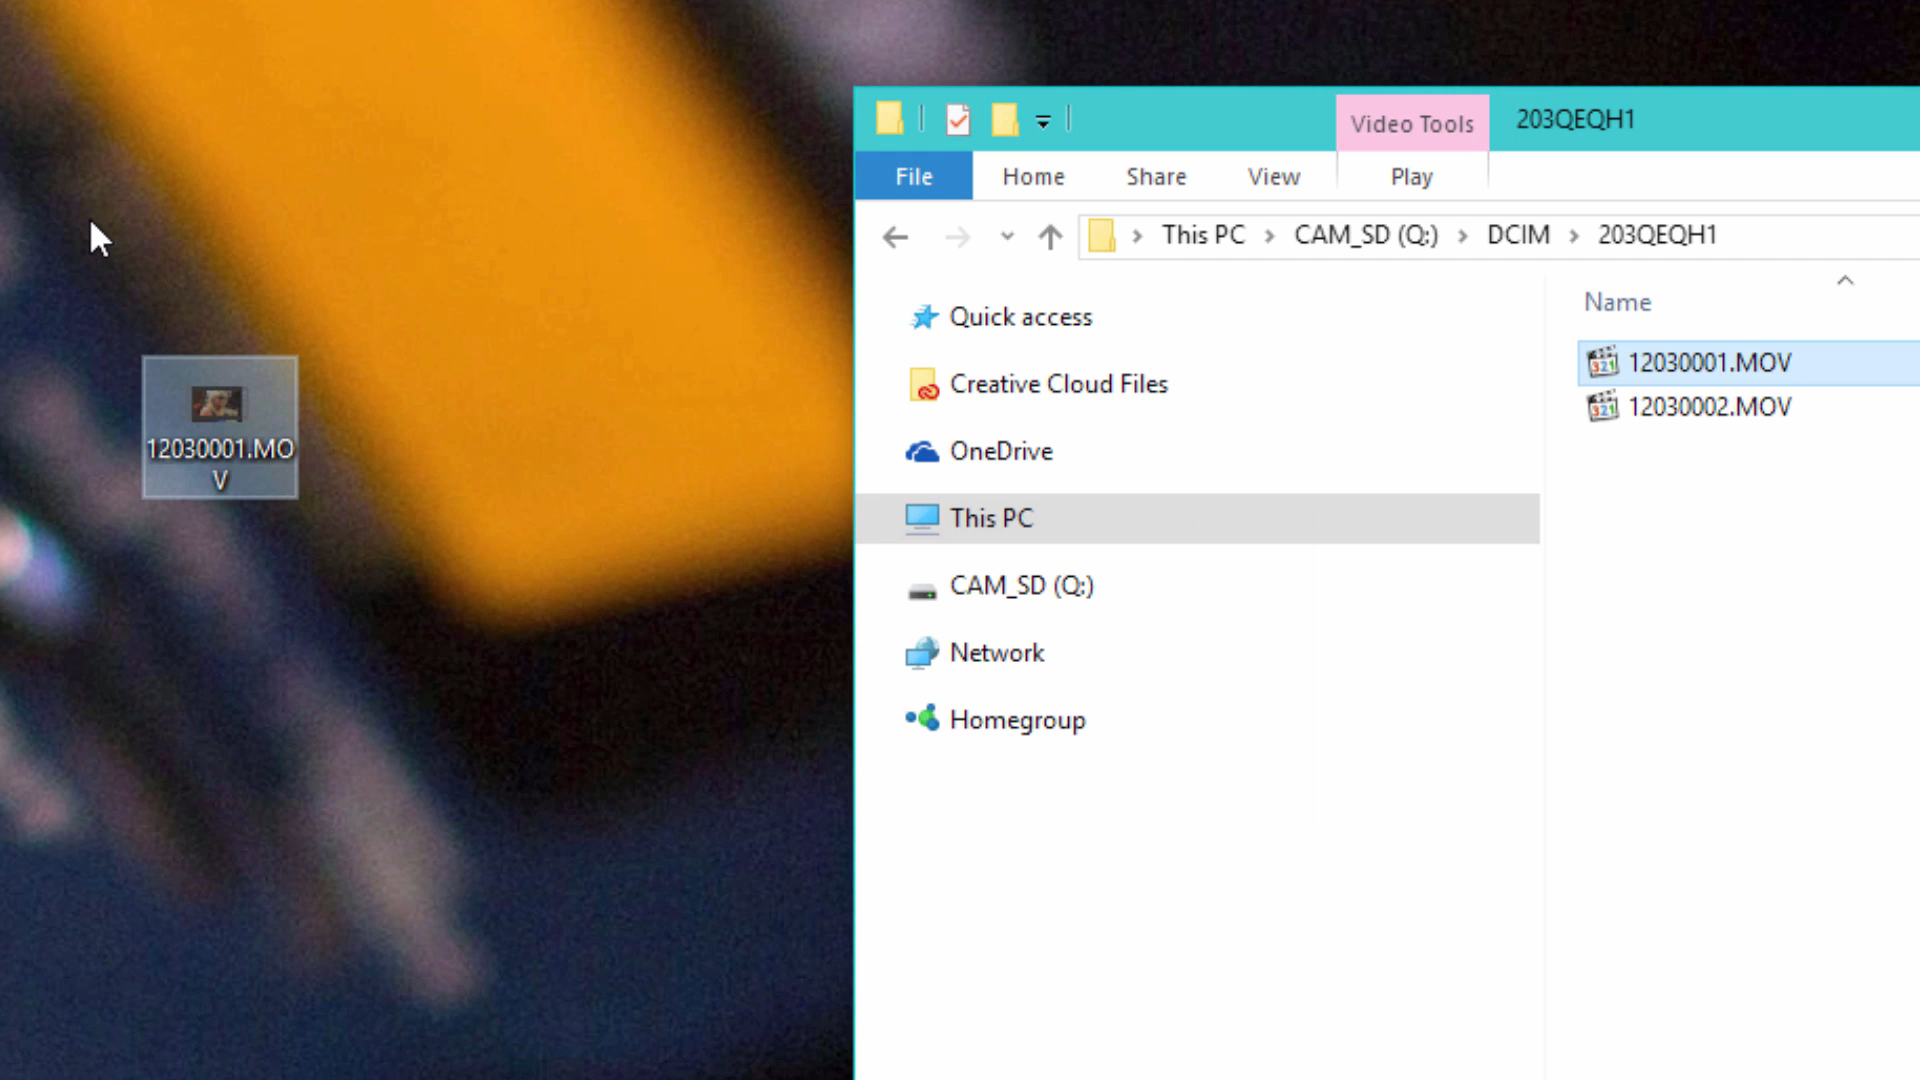 Video Tools
203QEQH1
File
Home
Share
View
Play
This PC
CAM_SD (Q:)
DCIM
203QEQH1
Quick access
Creative Cloud Files
OneDrive
This PC
CAM_SD (Q:)
Network
Homegroup
Name
12030001.MOV
12030002.MOV
12030001.MO
V